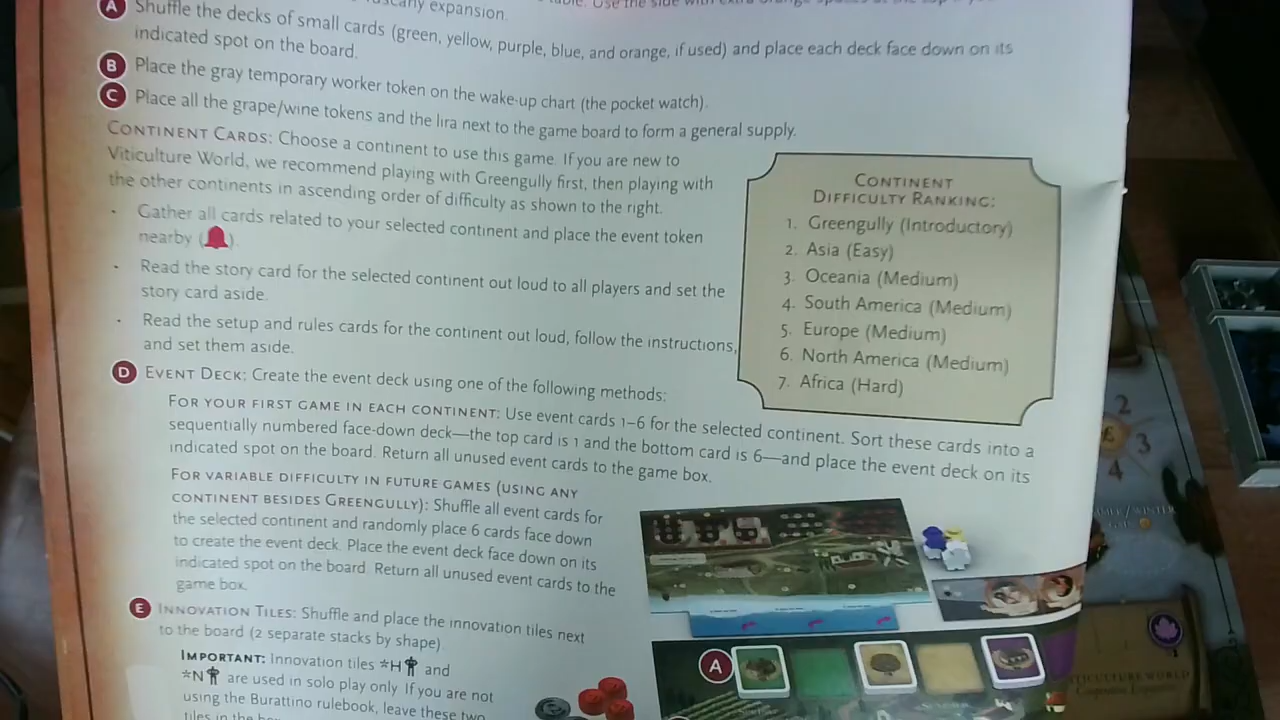 expansion.
A Shuffle the decks of small cards (green, yellow, purple, blue, and orange, if used) and place each deck face down on its
indicated spot on the board.
B Place the gray temporary worker token on the wake-up chart (the pocket watch).
C Place all the grape/wine tokens and the lira next to the game board to form a general supply.
CONTINENT CARDS: Choose a continent to use this game. If you are new to
Viticulture World, we recommend playing with Greengully first, then playing with
the other continents in ascending order of difficulty as shown to the right.
· Gather all cards related to your selected continent and place the event token
nearby ( ).
· Read the story card for the selected continent out loud to all players and set the
story card aside.
· Read the setup and rules cards for the continent out loud, follow the instructions,
and set them aside.
CONTINENT
DIFFICULTY RANKING:
1. Greengully (Introductory)
2. Asia (Easy)
3. Oceania (Medium)
4. South America (Medium)
5. Europe (Medium)
6. North America (Medium)
7. Africa (Hard)
D EVENT DECK: Create the event deck using one of the following methods:
FOR YOUR FIRST GAME IN EACH CONTINENT: Use event cards 1–6 for the selected continent. Sort these cards into a
sequentially numbered face-down deck—the top card is 1 and the bottom card is 6—and place the event deck on its
indicated spot on the board. Return all unused event cards to the game box.
FOR VARIABLE DIFFICULTY IN FUTURE GAMES (USING ANY
CONTINENT BESIDES GREENGULLY): Shuffle all event cards for
the selected continent and randomly place 6 cards face down
to create the event deck. Place the event deck face down on its
indicated spot on the board. Return all unused event cards to the
game box.
E INNOVATION TILES: Shuffle and place the innovation tiles next
to the board (2 separate stacks by shape).
IMPORTANT: Innovation tiles *H and
*N are used in solo play only. If you are not
using the Burattino rulebook, leave these two
tiles in the
A
2
3
4
VITICULTURE WORLD